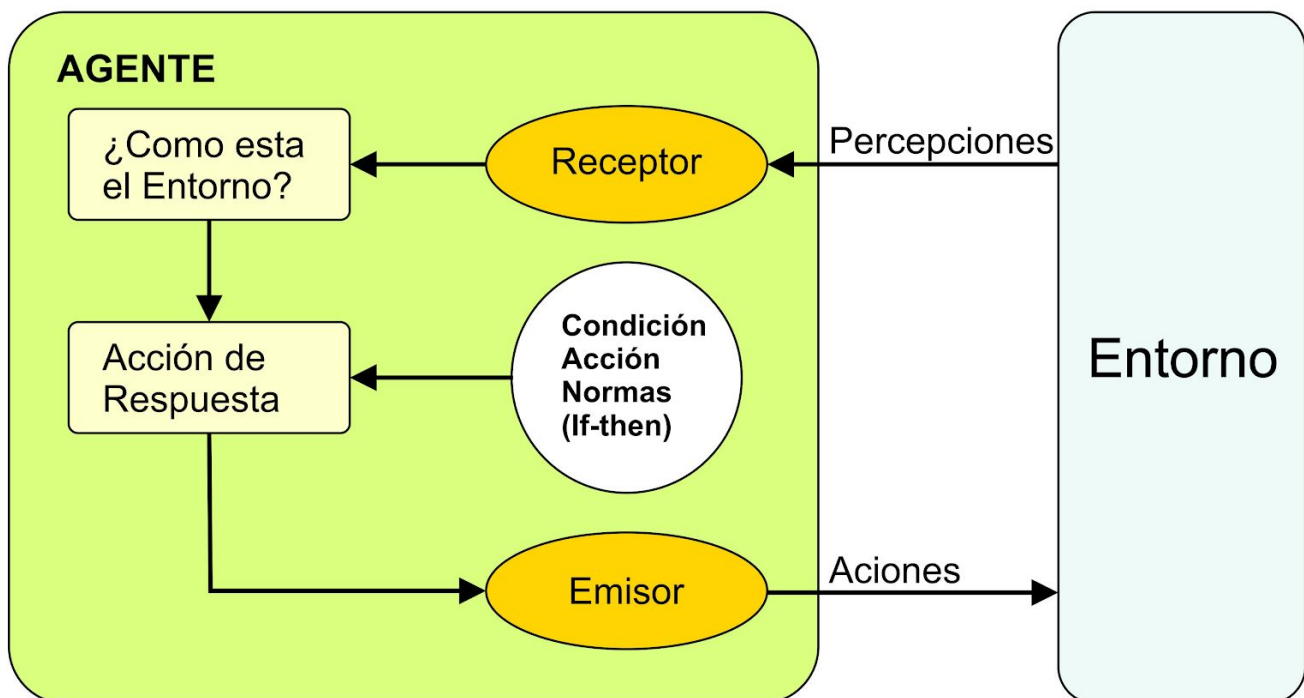 AGENTE
¿Como esta
el Entorno?
Receptor
Percepciones
Condición
Acción
Normas
(If-then)
Acción de
Respuesta
Entorno
Emisor
Aciones